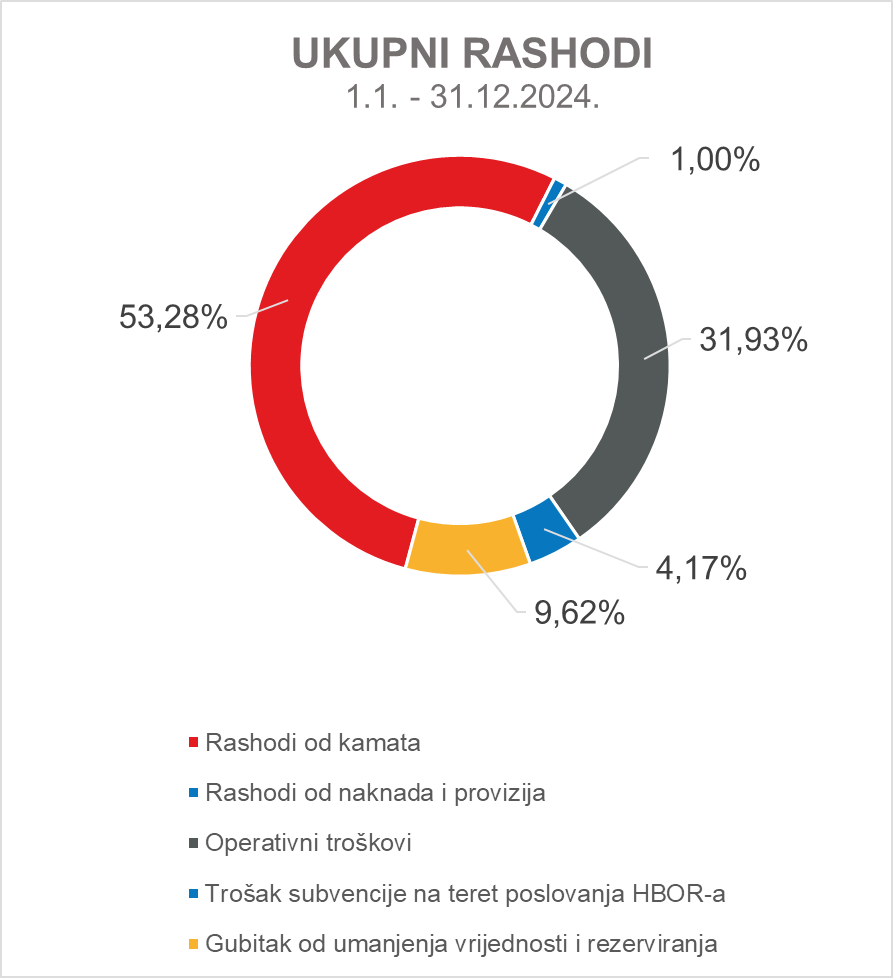 UKUPNI RASHODI
1.1. - 31.12.2024.
1,00%
53,28%
31,93%
4,17%
9,62%
Rashodi od kamata
Rashodi od naknada i provizija
Operativni troškovi
Trošak subvencije na teret poslovanja HBOR-a
Gubitak od umanjenja vrijednosti i rezerviranja